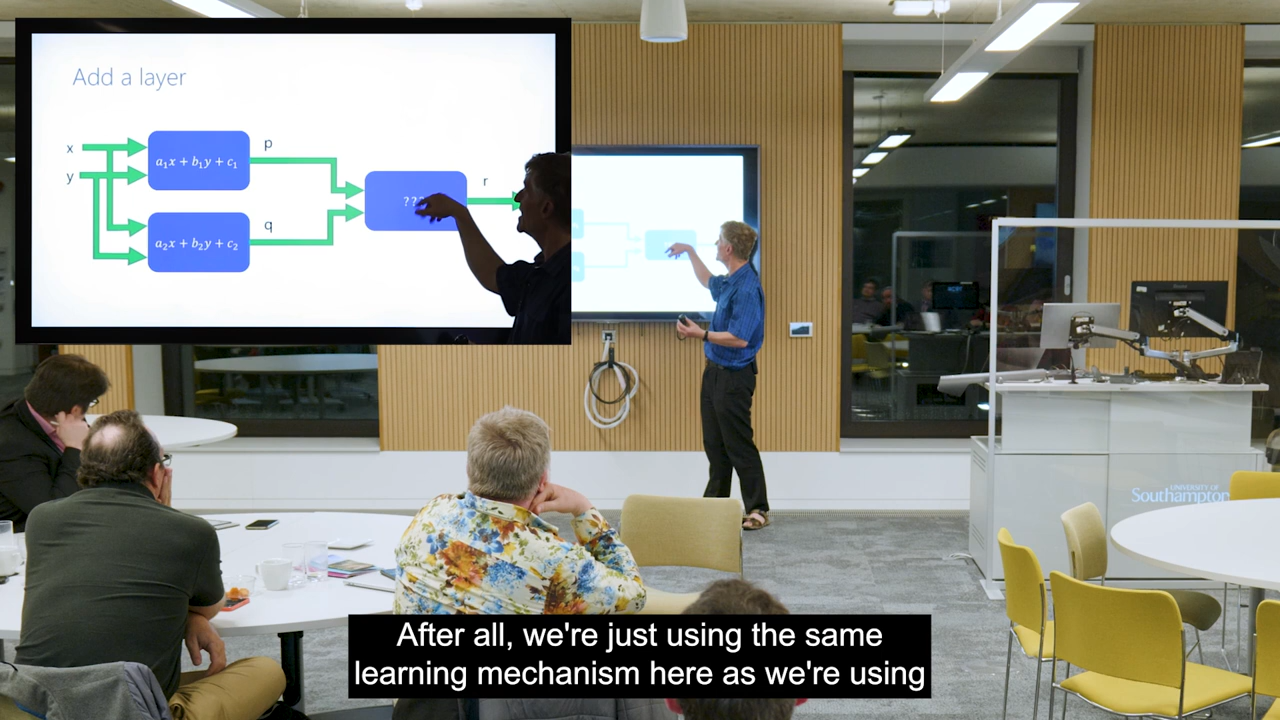 Add a layer
x
y
a₁x + b₁y + c₁
p
a₂x + b₂y + c₂
q
???
r
UNIVERSITY OF
Southampton
After all, we're just using the same
learning mechanism here as we're using